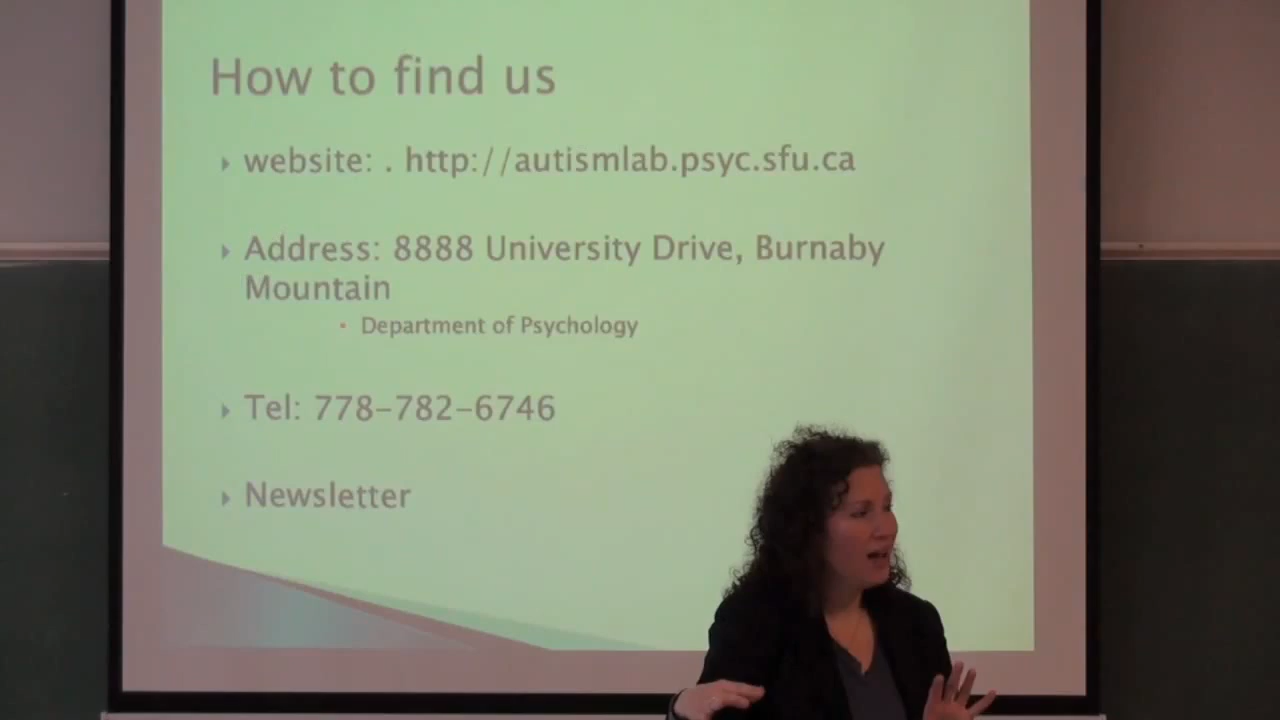 How to find us
website: . http://autismlab.psyc.sfu.ca
Address: 8888 University Drive, Burnaby
Mountain
Department of Psychology
Tel: 778-782-6746
Newsletter